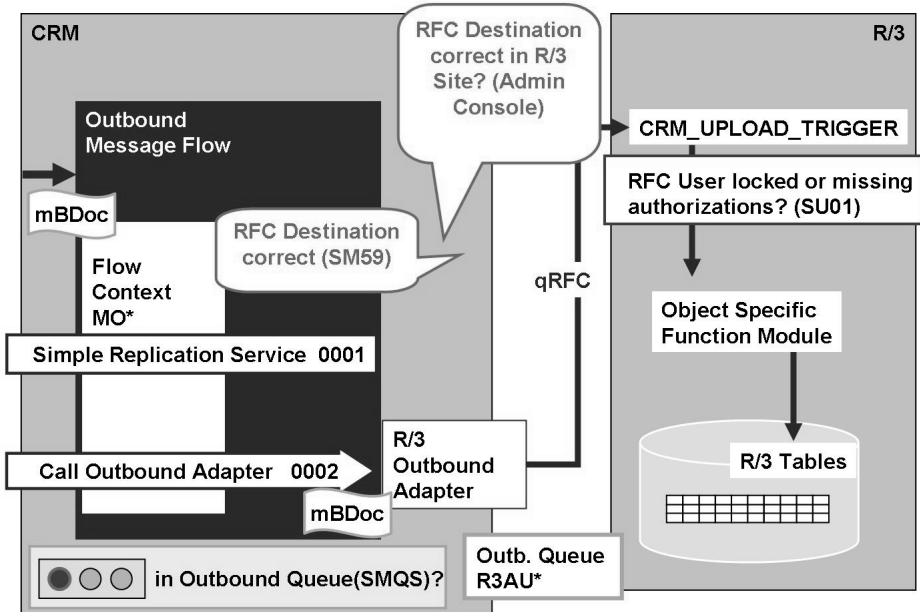 CRM
Outbound
Message Flow
mBDoc
Flow
Context
MO*
Simple Replication Service 0001
Call Outbound Adapter 0002
mBDoc
R/3
Outbound
Adapter
in Outbound Queue(SMQS)?
RFC Destination
correct in R/3
Site? (Admin
Console)
RFC Destination
correct (SM59)
qRFC
Outb. Queue
R3AU*
R/3
CRM_UPLOAD_TRIGGER
RFC User locked or missing
authorizations? (SU01)
Object Specific
Function Module
R/3 Tables